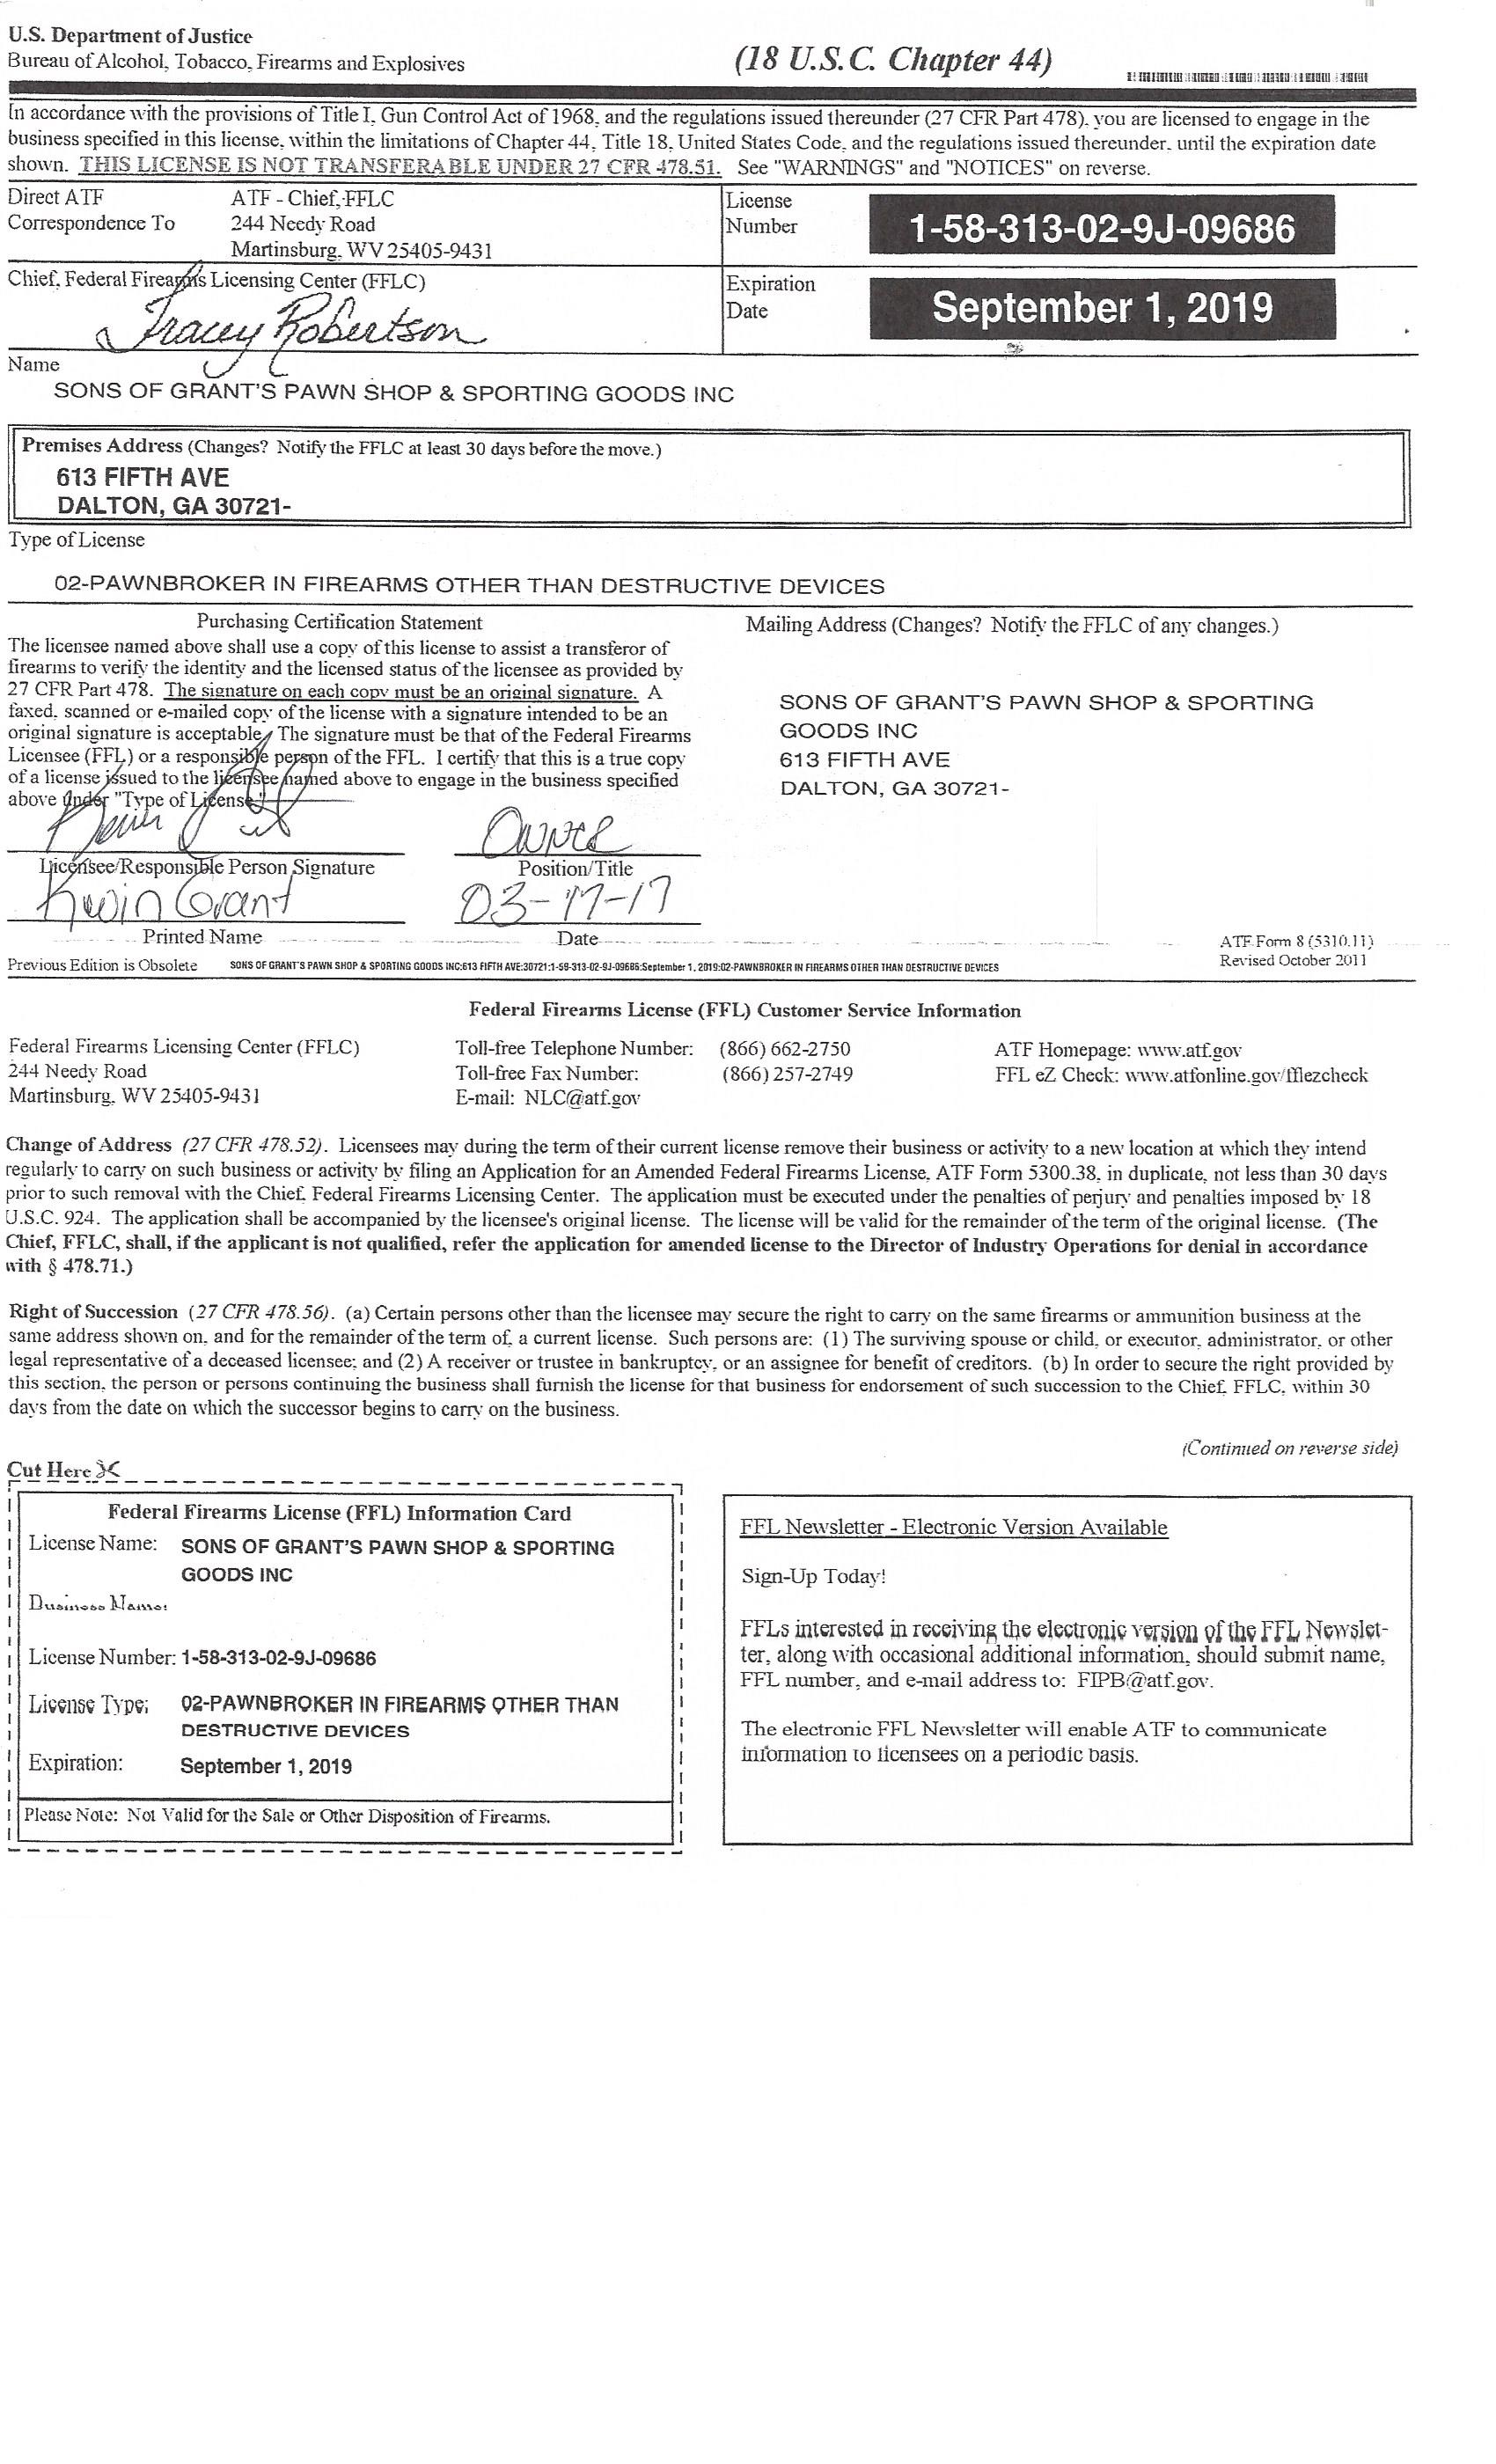 U.S. Department of Justice
Bureau of Alcohol, Tobacco, Firearms and Explosives
(18 U.S.C. Chapter 44)
In accordance with the provisions of Title I, Gun Control Act of 1968, and the regulations issued thereunder (27 CFR Part 478), you are licensed to engage in the
business specified in this license, within the limitations of Chapter 44, Title 18, United States Code, and the regulations issued thereunder, until the expiration date
shown. THIS LICENSE IS NOT TRANSFERABLE UNDER 27 CFR 478.51. See "WARNINGS" and "NOTICES" on reverse.
Direct ATF
Correspondence To
ATF - Chief, FFLC
244 Needy Road
Martinsburg, WV 25405-9431
License
Number
1-58-313-02-9J-09686
Chief, Federal Firearms Licensing Center (FFLC)
Tracey Robertson
Expiration
Date
September 1, 2019
Name
SONS OF GRANT'S PAWN SHOP & SPORTING GOODS INC
Premises Address (Changes? Notify the FFLC at least 30 days before the move.)
613 FIFTH AVE
DALTON, GA 30721-
Type of License
02-PAWNBROKER IN FIREARMS OTHER THAN DESTRUCTIVE DEVICES
Purchasing Certification Statement
The licensee named above shall use a copy of this license to assist a transferor of
firearms to verify the identity and the licensed status of the licensee as provided by
27 CFR Part 478. The signature on each copy must be an original signature. A
faxed, scanned or e-mailed copy of the license with a signature intended to be an
original signature is acceptable. The signature must be that of the Federal Firearms
Licensee (FFL) or a responsible person of the FFL. I certify that this is a true copy
of a license issued to the licensee named above to engage in the business specified
above under "Type of License."
Mailing Address (Changes? Notify the FFLC of any changes.)
SONS OF GRANT'S PAWN SHOP & SPORTING
GOODS INC
613 FIFTH AVE
DALTON, GA 30721-
Owner
Licensee/Responsible Person Signature
Position/Title
Kevin Grant
03-17-17
Printed Name
Date
ATF Form 8 (5310.11)
Revised October 2011
Previous Edition is Obsolete
SONS OF GRANT'S PAWN SHOP & SPORTING GOODS INC:613 FIFTH AVE:30721:1-58-313-02-9J-09686:September 1, 2019:02-PAWNBROKER IN FIREARMS OTHER THAN DESTRUCTIVE DEVICES
Federal Firearms License (FFL) Customer Service Information
Federal Firearms Licensing Center (FFLC)
244 Needy Road
Martinsburg, WV 25405-9431
Toll-free Telephone Number: (866) 662-2750
Toll-free Fax Number: (866) 257-2749
E-mail: NLC@atf.gov
ATF Homepage: www.atf.gov
FFL eZ Check: www.atfonline.gov/fflezcheck
Change of Address (27 CFR 478.52). Licensees may during the term of their current license remove their business or activity to a new location at which they intend
regularly to carry on such business or activity by filing an Application for an Amended Federal Firearms License, ATF Form 5300.38, in duplicate, not less than 30 days
prior to such removal with the Chief, Federal Firearms Licensing Center. The application must be executed under the penalties of perjury and penalties imposed by 18
U.S.C. 924. The application shall be accompanied by the licensee's original license. The license will be valid for the remainder of the term of the original license. (The
Chief, FFLC, shall, if the applicant is not qualified, refer the application for amended license to the Director of Industry Operations for denial in accordance
with § 478.71.)
Right of Succession (27 CFR 478.56). (a) Certain persons other than the licensee may secure the right to carry on the same firearms or ammunition business at the
same address shown on, and for the remainder of the term of, a current license. Such persons are: (1) The surviving spouse or child, or executor, administrator, or other
legal representative of a deceased licensee; and (2) A receiver or trustee in bankruptcy, or an assignee for benefit of creditors. (b) In order to secure the right provided by
this section, the person or persons continuing the business shall furnish the license for that business for endorsement of such succession to the Chief, FFLC, within 30
days from the date on which the successor begins to carry on the business.
(Continued on reverse side)
Cut Here
Federal Firearms License (FFL) Information Card
License Name: SONS OF GRANT'S PAWN SHOP & SPORTING
GOODS INC
Business Name:
License Number: 1-58-313-02-9J-09686
License Type: 02-PAWNBROKER IN FIREARMS OTHER THAN
DESTRUCTIVE DEVICES
Expiration: September 1, 2019
Please Note: Not Valid for the Sale or Other Disposition of Firearms.
FFL Newsletter - Electronic Version Available
Sign-Up Today!
FFLs interested in receiving the electronic version of the FFL Newslet-
ter, along with occasional additional information, should submit name,
FFL number, and e-mail address to: FIPB@atf.gov.
The electronic FFL Newsletter will enable ATF to communicate
information to licensees on a periodic basis.